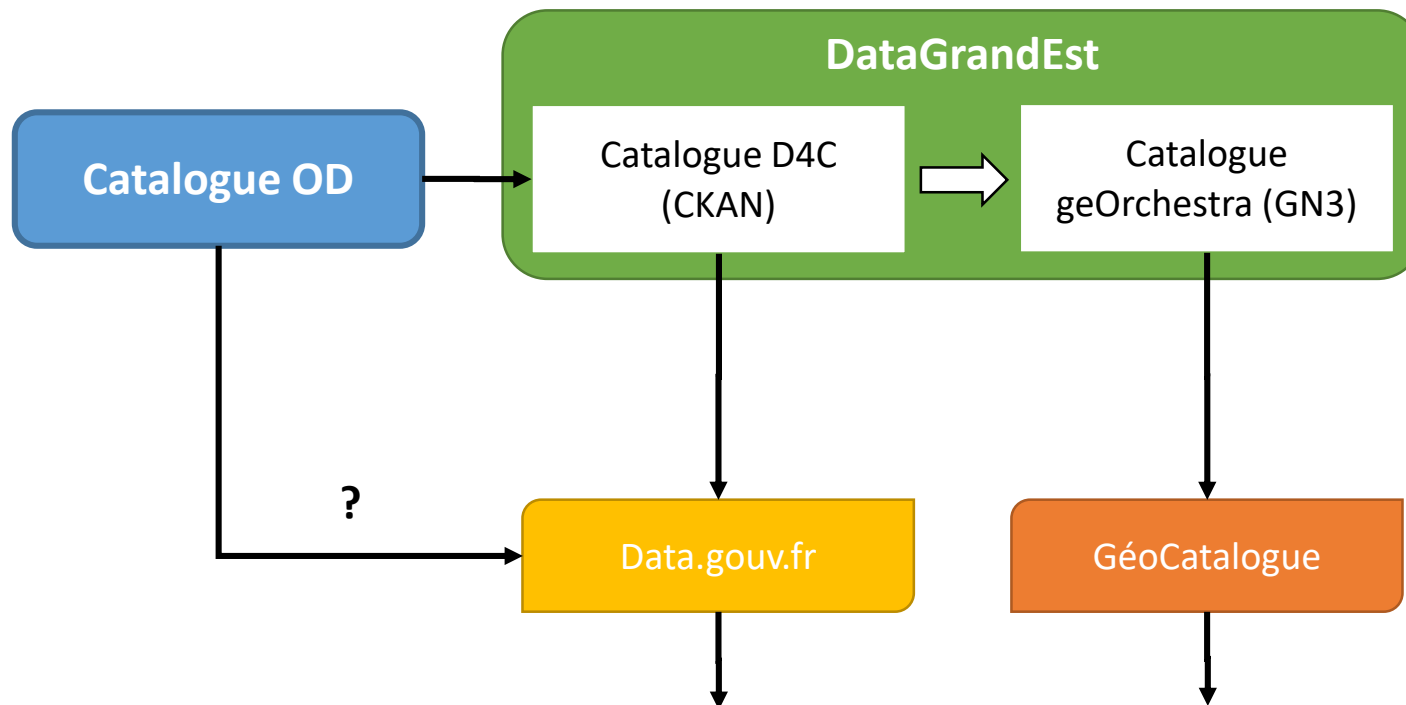 DataGrandEst
Catalogue OD
Catalogue D4C
(CKAN)
Catalogue
geOrchestra (GN3)
?
Data.gouv.fr
GéoCatalogue